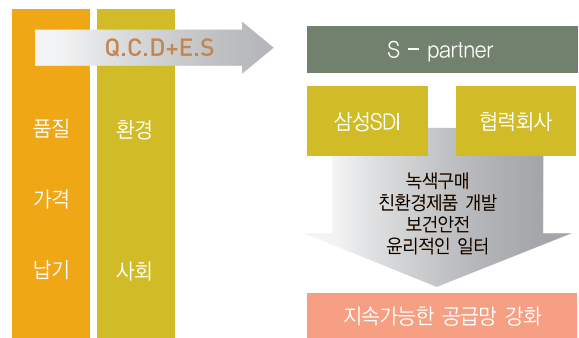 Q.C.D+E.S
품질
환경
가격
납기
사회
S - partner
삼성SDI
협력회사
녹색구매
친환경제품 개발
보건안전
윤리적인 일터
지속가능한 공급망 강화